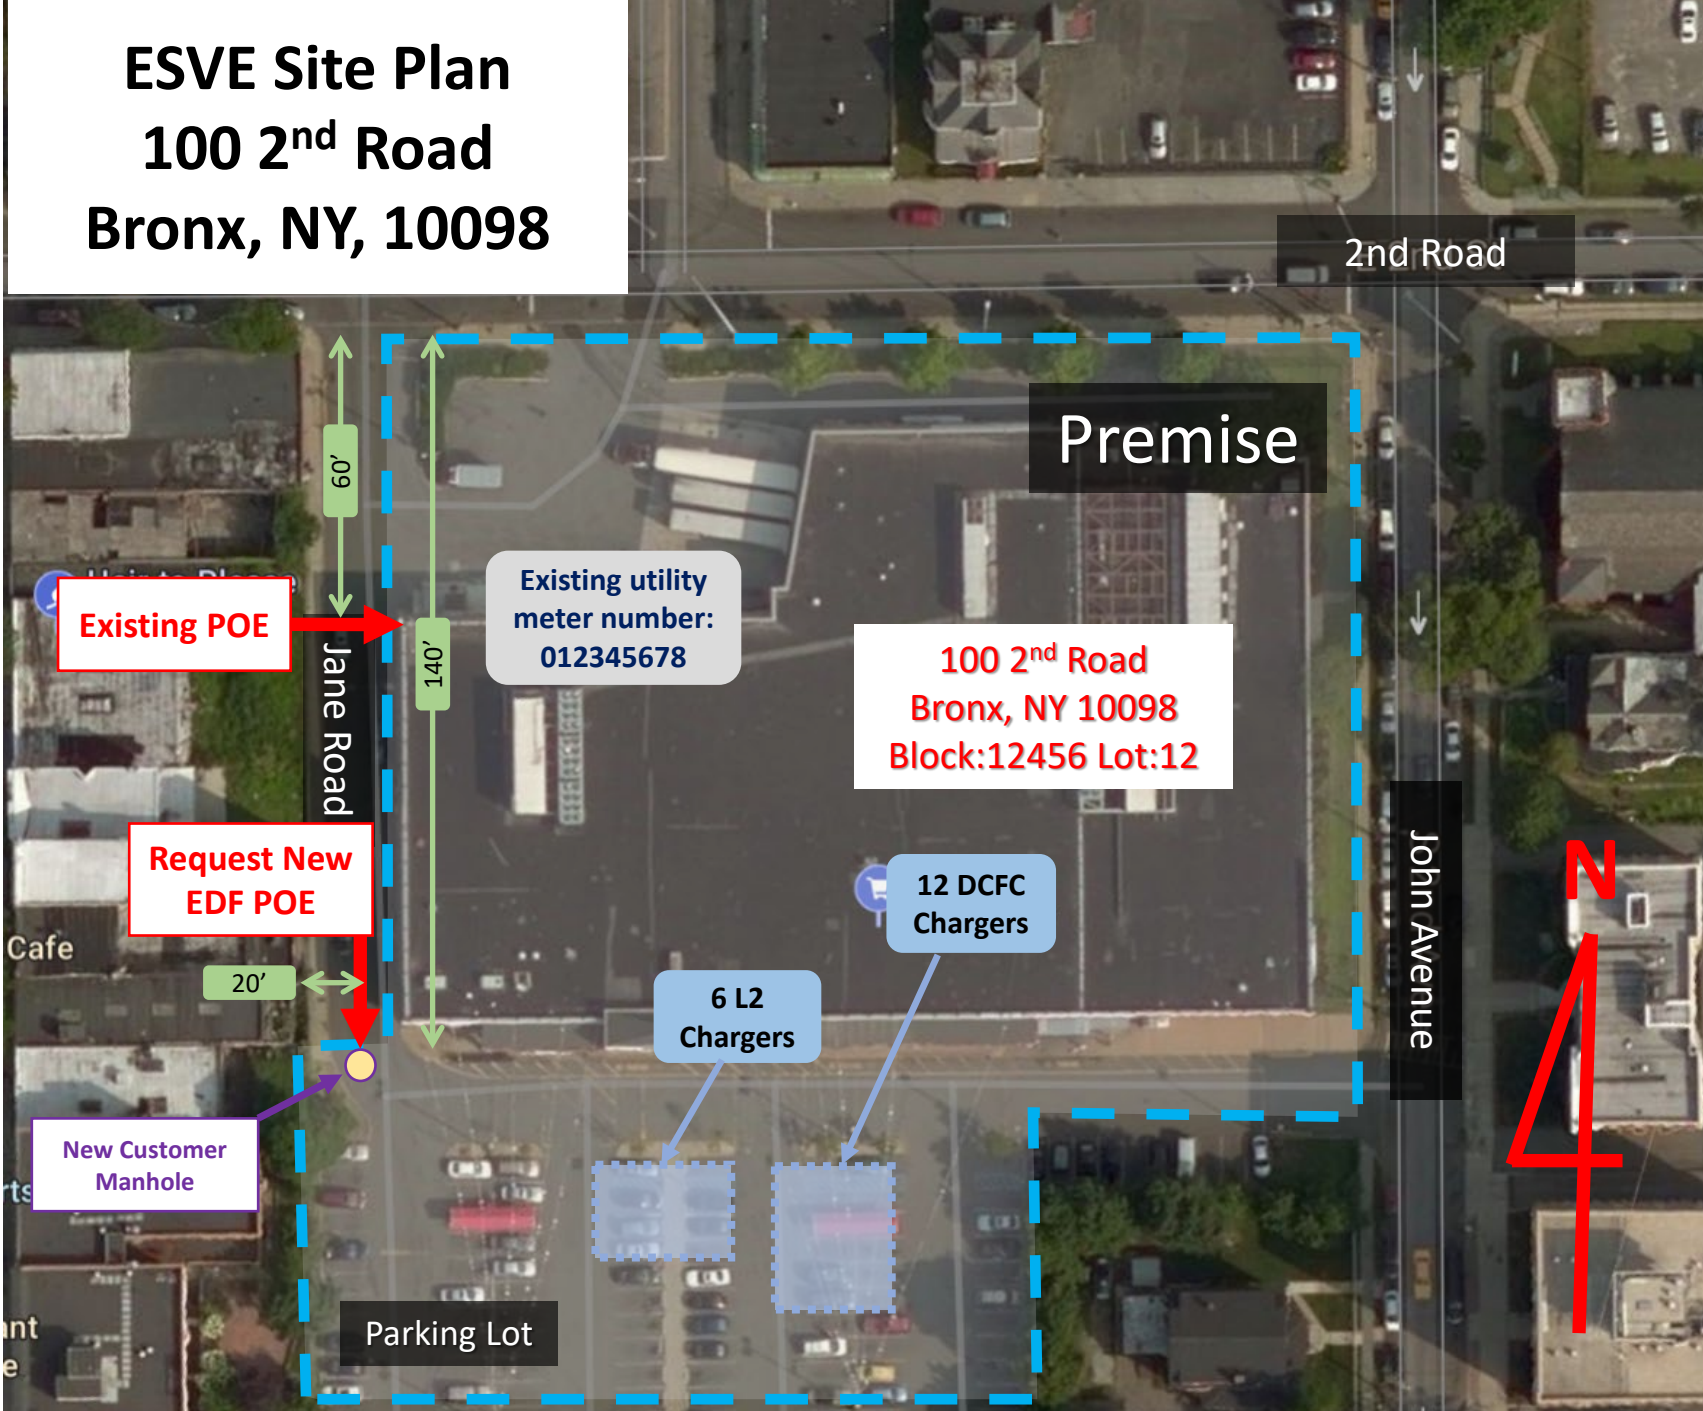 ESVE Site Plan
100 2nd Road
Bronx, NY, 10098
2nd Road
Premise
60’
Existing utility
meter number:
012345678
Existing POE
140’
Jane Road
100 2nd Road
Bronx, NY 10098
Block:12456 Lot:12
Request New
EDF POE
12 DCFC
Chargers
John Avenue
N
Cafe
20’
6 L2
Chargers
New Customer
Manhole
Parking Lot